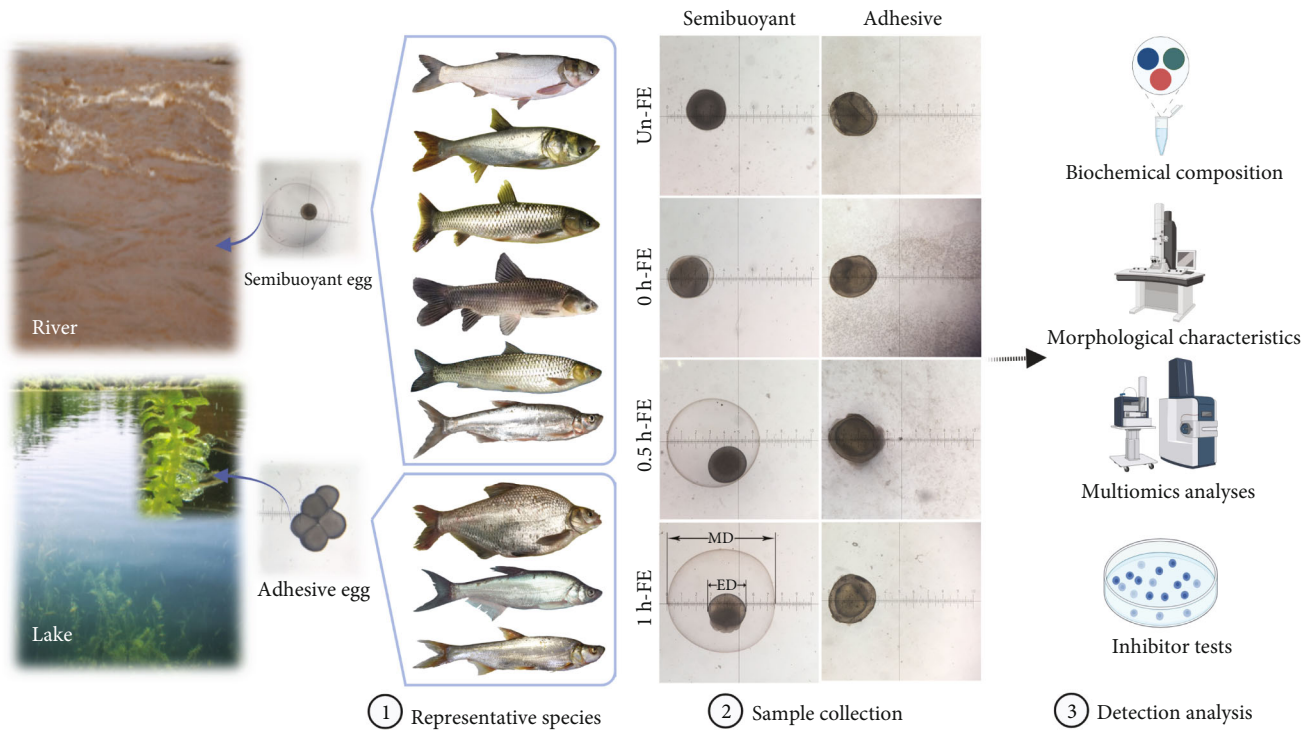 River
Semibuoyant egg
Lake
Adhesive egg
1 Representative species
Semibuoyant
Adhesive
Un-FE
0 h-FE
0.5 h-FE
1 h-FE
MD
ED
2 Sample collection
Biochemical composition
Morphological characteristics
Multiomics analyses
Inhibitor tests
3 Detection analysis